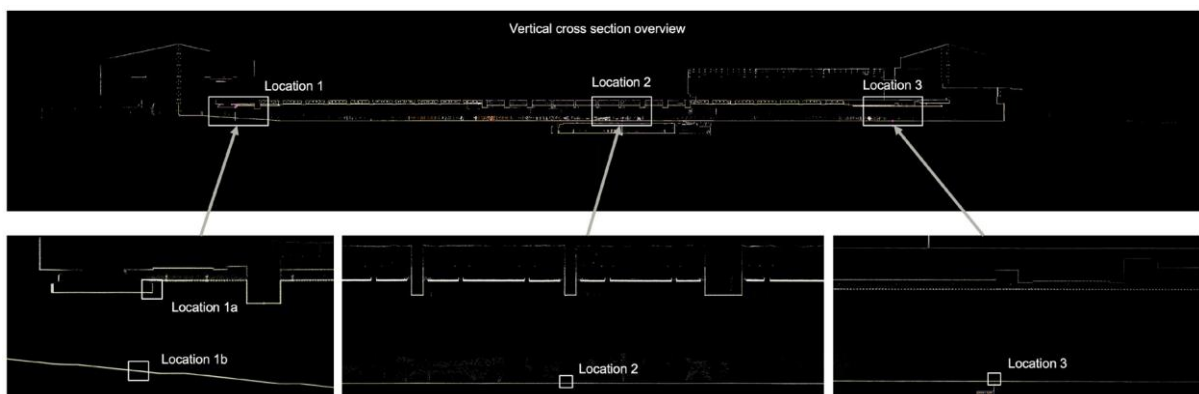 Vertical cross section overview
Location 1
Location 2
Location 3
Location 1a
Location 1b
Location 2
Location 3